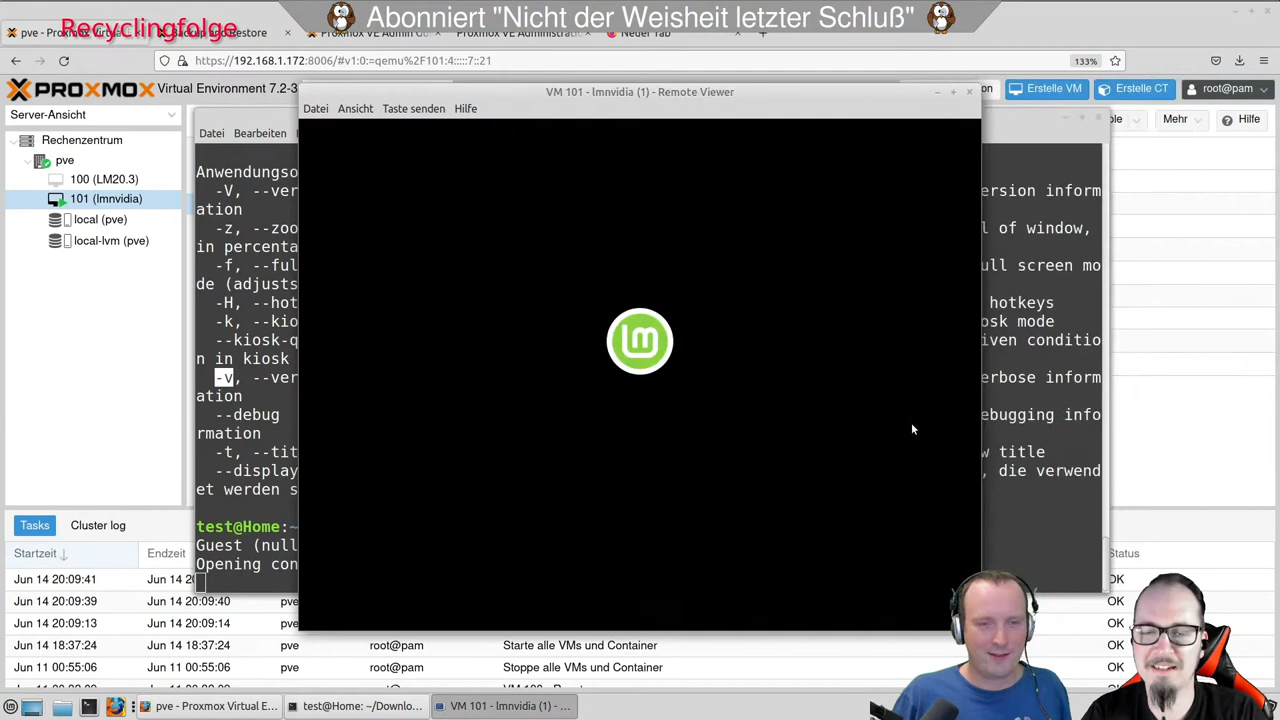 Abonniert "Nicht der Weisheit letzter Schluß"
Recyclingfolge
pve - Proxmox Virtual
Backup and Restore
Proxmox VE Admin
Proxmox VE Administra
Neuer Tab
https://192.168.1.172:8006/#v1:0:=qemu%2F101:4:::::7::21
133%
PROXMOX
Virtual Environment 7.2-3
Erstelle VM
Erstelle CT
root@pam
Server-Ansicht
Mehr
Hilfe
Rechenzentrum
pve
100 (LM20.3)
101 (lmnvidia)
local (pve)
local-lvm (pve)
VM 101 - lmnvidia (1) - Remote Viewer
Datei Ansicht Taste senden Hilfe
lm
Datei Bearbeiten
Anwendungso
-V, --ver
ersion inform
ation
-z, --zoo
l of window,
in percenta
-f, --ful
ull screen mo
de (adjusts
-H, --hot
hotkeys
-k, --kio
osk mode
--kiosk-q
iven conditio
n in kiosk
-v, --ver
erbose inform
ation
--debug
ebugging info
rmation
-t, --tit
w title
--display
, die verwend
et werden s
test@Home:~
Guest (null
Opening con
Tasks Cluster log
Startzeit Endzeit
Status
Jun 14 20:09:41 Jun 14 20
OK
Jun 14 20:09:39 Jun 14 20:09:40 pve
OK
Jun 14 20:09:13 Jun 14 20:09:14 pve
OK
Jun 14 18:37:24 Jun 14 18:37:24 pve root@pam Starte alle VMs und Container
Jun 11 00:55:06 Jun 11 00:55:06 pve root@pam Stoppe alle VMs und Container
pve - Proxmox Virtual E...
test@Home: ~/Downlo...
VM 101 - lmnvidia (1) - ...